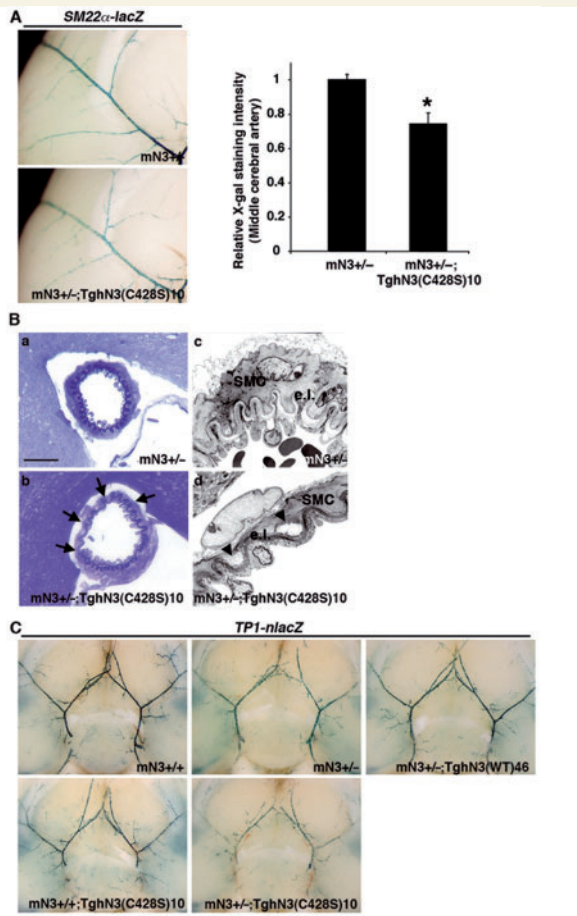 A
SM22α-lacZ
mN3+/-
mN3+/-;TghN3(C428S)10
Relative X-gal staining intensity
(Middle cerebral artery)
1
0.8
0.6
0.4
0.2
0
*
mN3+/–
mN3+/–;
TghN3(C428S)10
B
a
mN3+/-
c
SMC
e.l.
mN3+/-
b
mN3+/-;TghN3(C428S)10
d
SMC
e.l.
mN3+/-;TghN3(C428S)10
C
TP1-nlacZ
mN3+/+
mN3+/-
mN3+/-;TghN3(WT)46
mN3+/+;TghN3(C428S)10
mN3+/-;TghN3(C428S)10